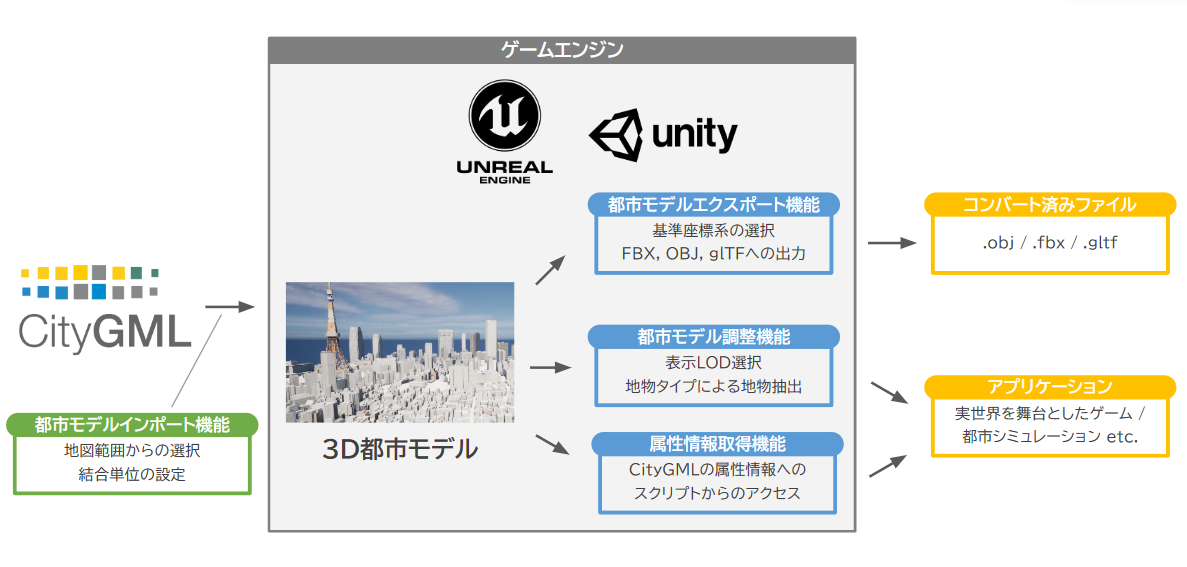 ゲームエンジン
UNREAL
ENGINE
unity
CityGML
都市モデルインポート機能
地図範囲からの選択
結合単位の設定
3D都市モデル
都市モデルエクスポート機能
基準座標系の選択
FBX, OBJ, glTFへの出力
都市モデル調整機能
表示LOD選択
地物タイプによる地物抽出
属性情報取得機能
CityGMLの属性情報への
スクリプトからのアクセス
コンバート済みファイル
.obj / .fbx / .gltf
アプリケーション
実世界を舞台としたゲーム /
都市シミュレーション etc.